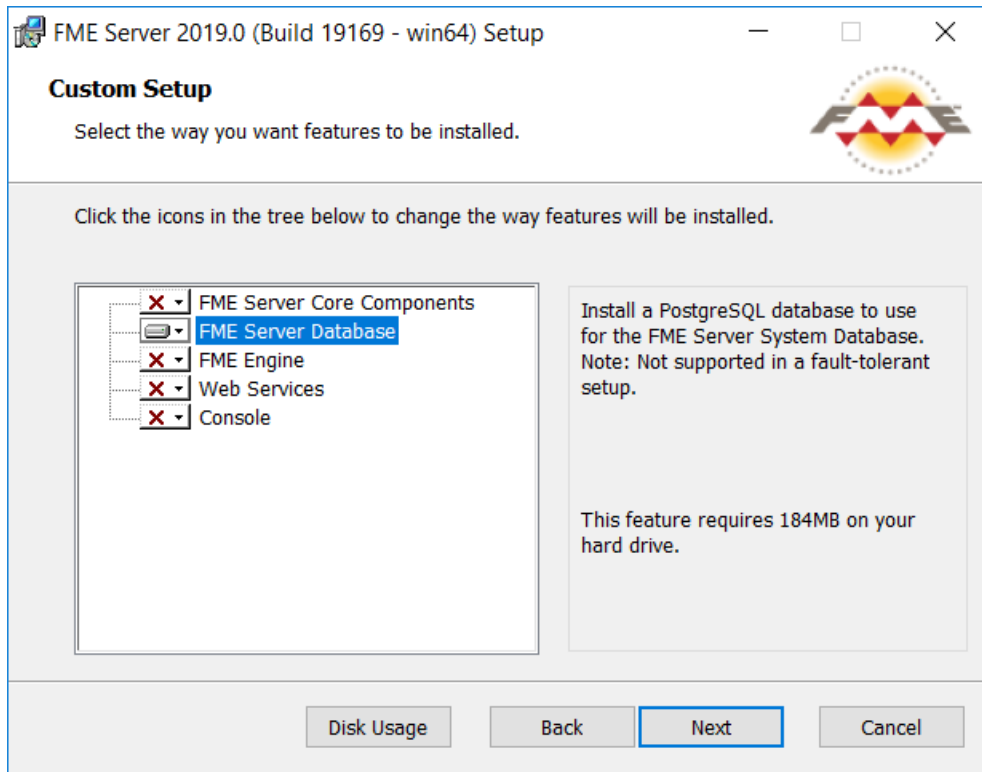 FME Server 2019.0 (Build 19169 - win64) Setup
Custom Setup
Select the way you want features to be installed.
FME
Click the icons in the tree below to change the way features will be installed.
FME Server Core Components
FME Server Database
FME Engine
Web Services
Console
Install a PostgreSQL database to use
for the FME Server System Database.
Note: Not supported in a fault-tolerant
setup.
This feature requires 184MB on your
hard drive.
Disk Usage
Back
Next
Cancel